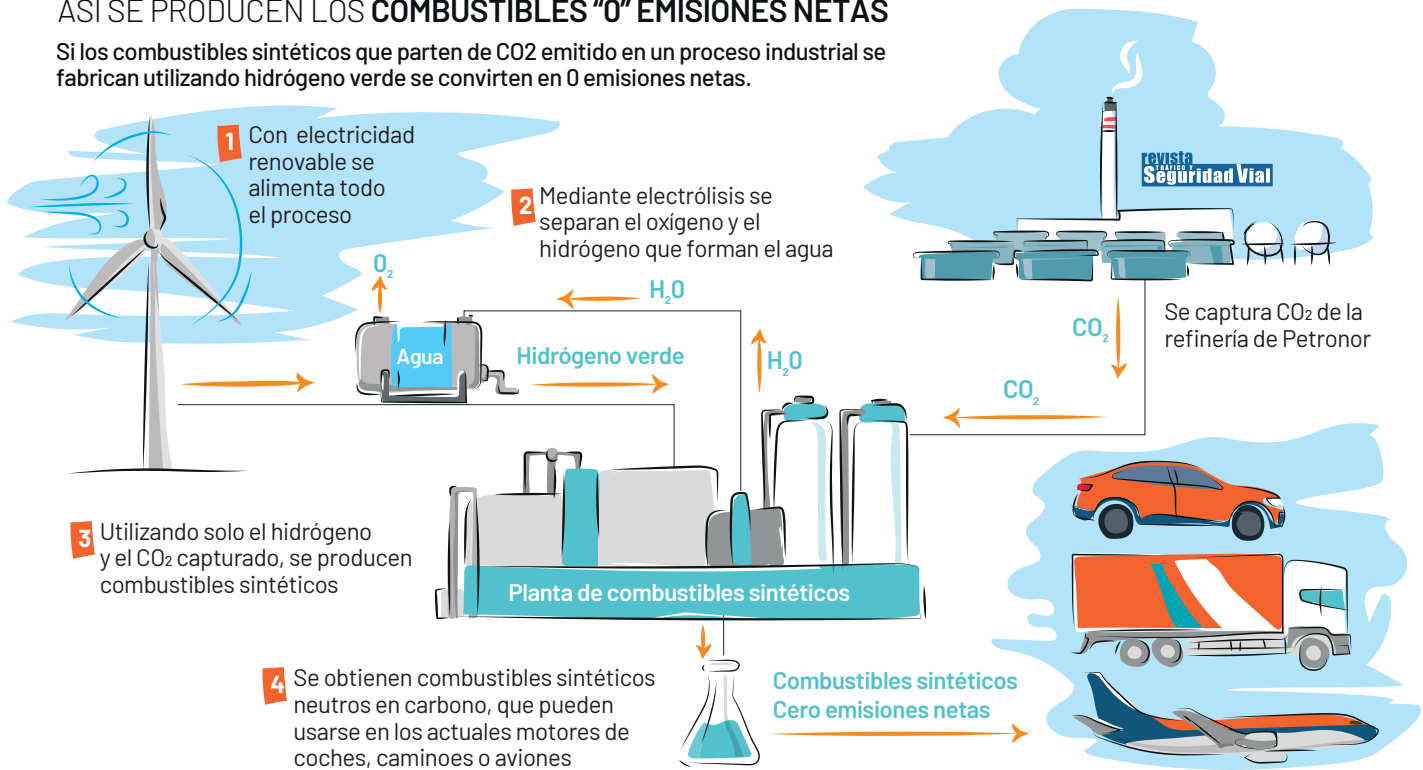 ASÍ SE PRODUCEN LOS COMBUSTIBLES “0” EMISIONES NETAS
Si los combustibles sintéticos que parten de CO2 emitido en un proceso industrial se
fabrican utilizando hidrógeno verde se convirten en 0 emisiones netas.
1 Con electricidad
renovable se
alimenta todo
el proceso
2 Mediante electrólisis se
separan el oxígeno y el
hidrógeno que forman el agua
revista
TRÁFICO Y
Seguridad Vial
O₂
H₂O
Agua
Hidrógeno verde
H₂O
CO₂
Se captura CO₂ de la
refinería de Petronor
CO₂
3 Utilizando solo el hidrógeno
y el CO₂ capturado, se producen
combustibles sintéticos
Planta de combustibles sintéticos
4 Se obtienen combustibles sintéticos
neutros en carbono, que pueden
usarse en los actuales motores de
coches, caminoes o aviones
Combustibles sintéticos
Cero emisiones netas